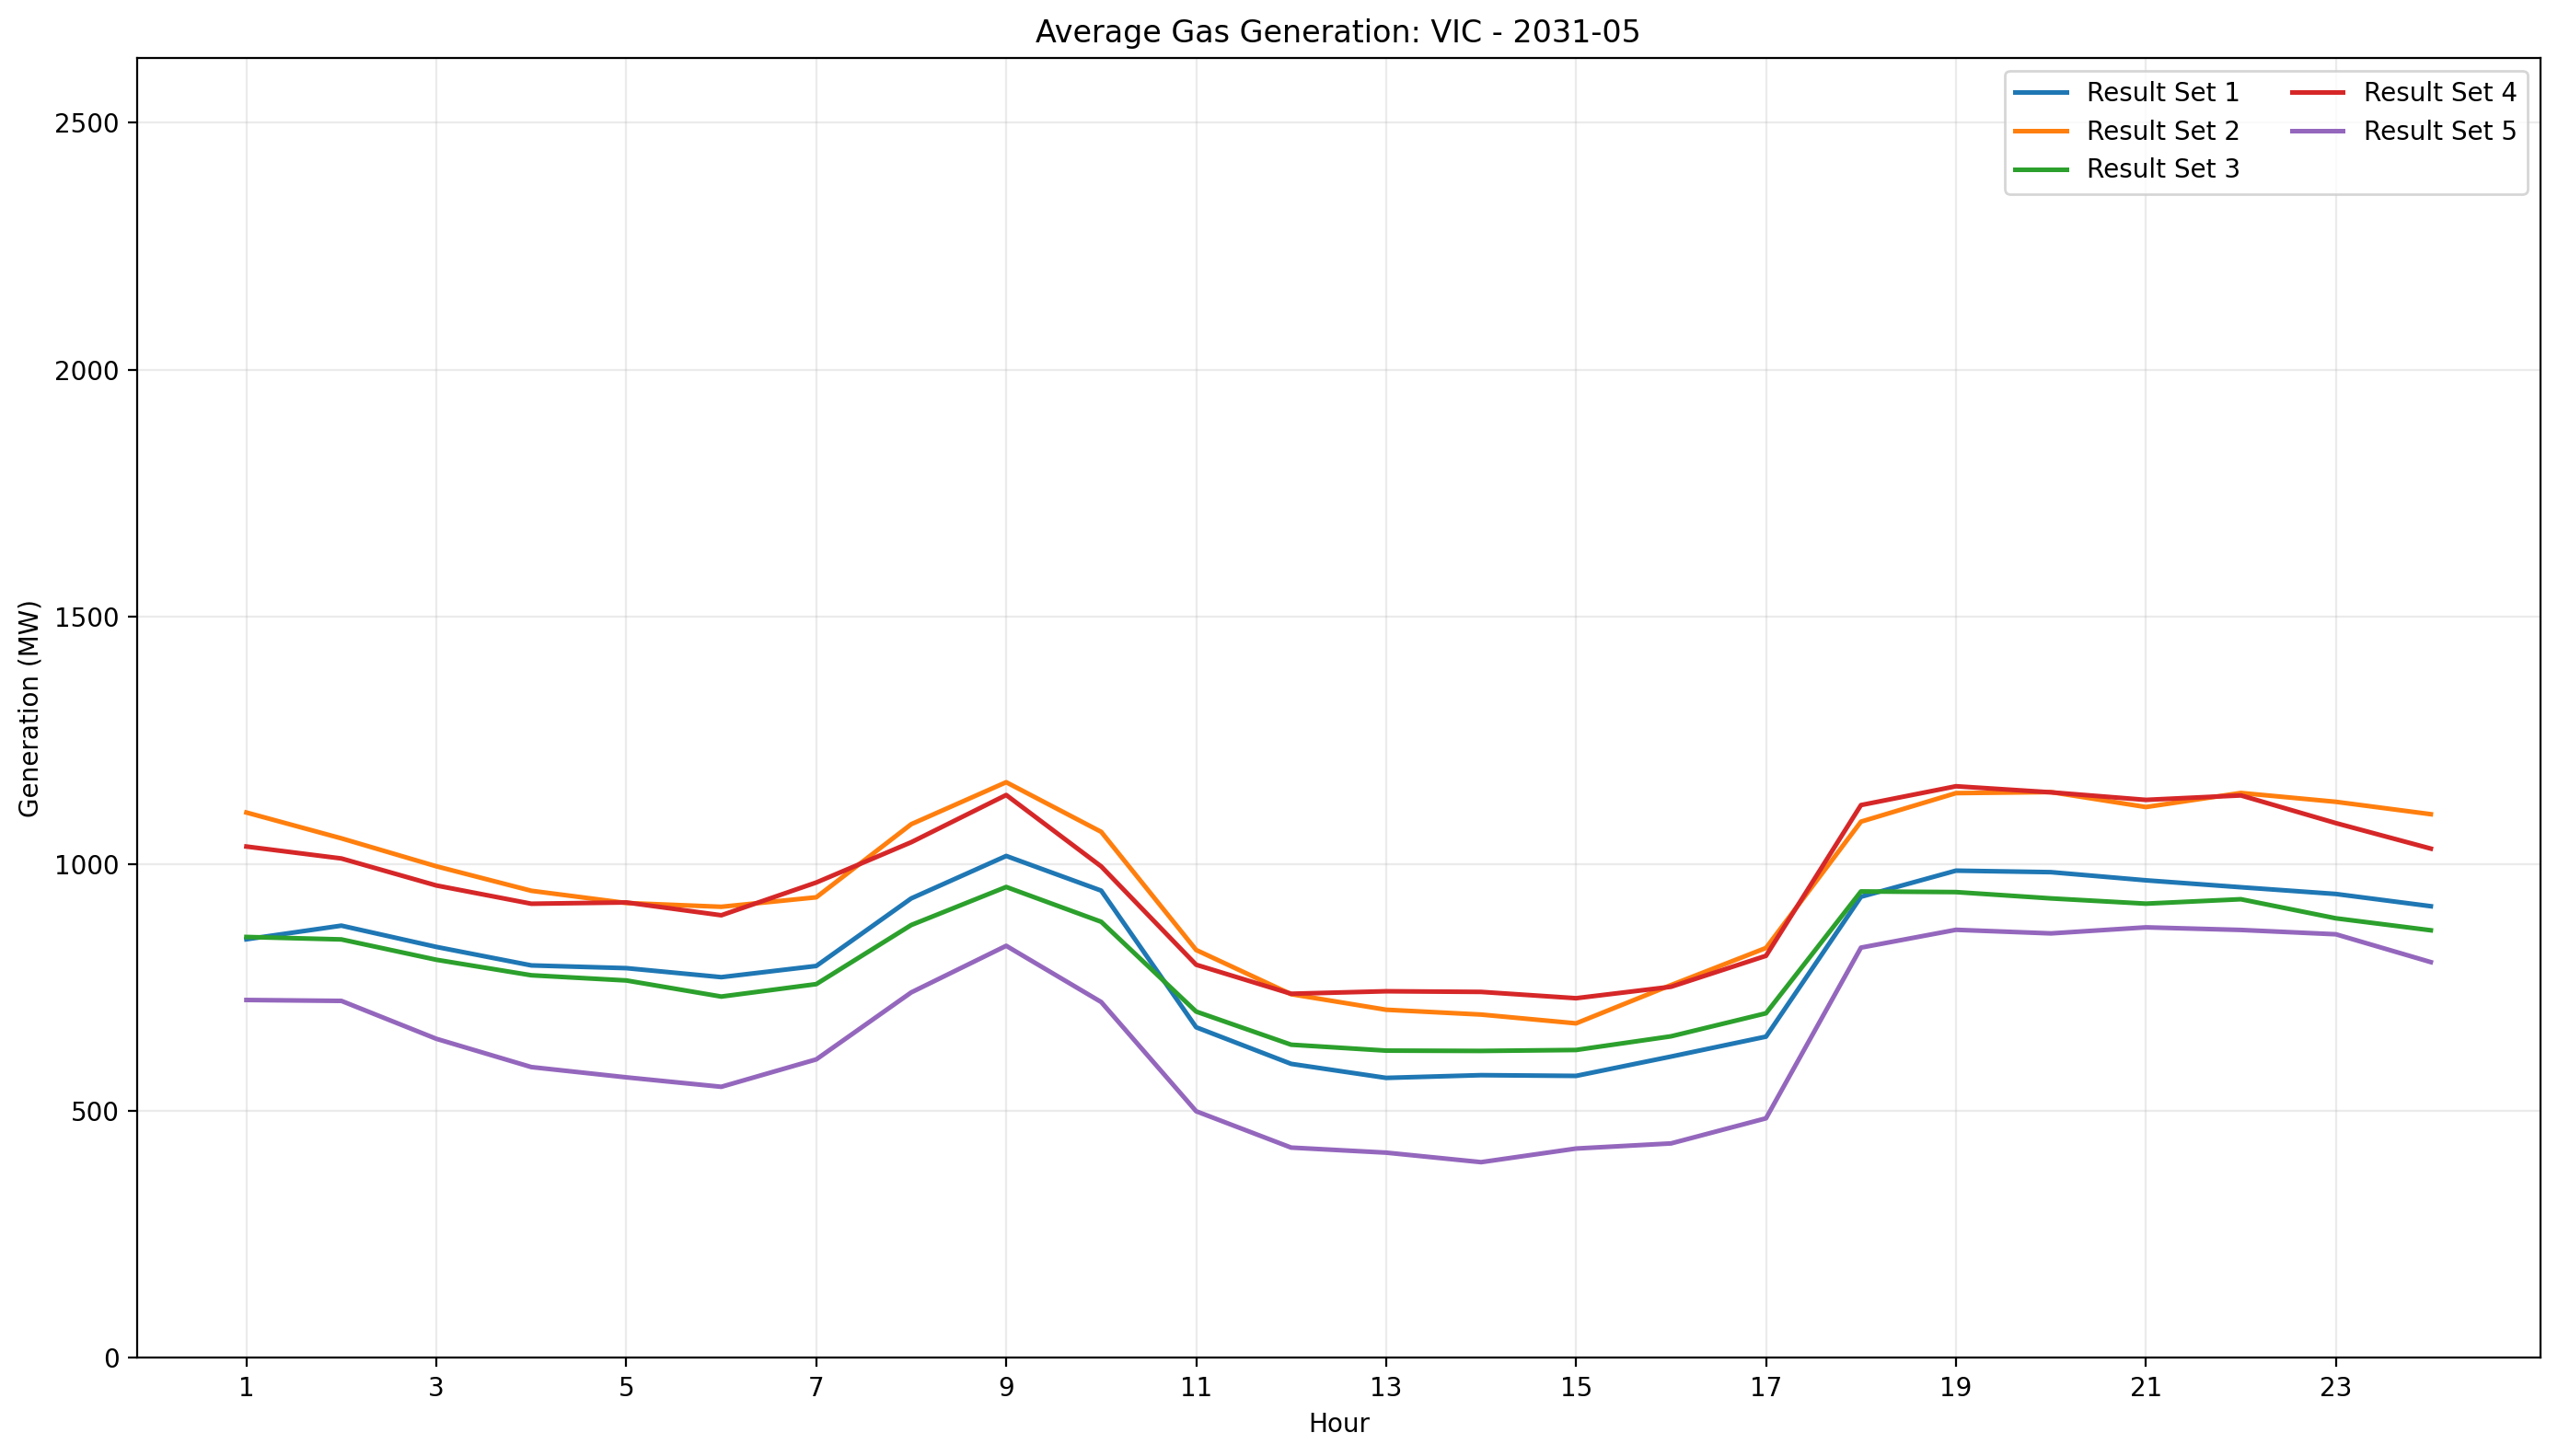 Average Gas Generation: VIC - 2031-05
Result Set 1
Result Set 2
Result Set 3
Result Set 4
Result Set 5
Generation (MW)
2500
2000
1500
1000
500
0
1 3 5 7 9 11 13 15 17 19 21 23
Hour